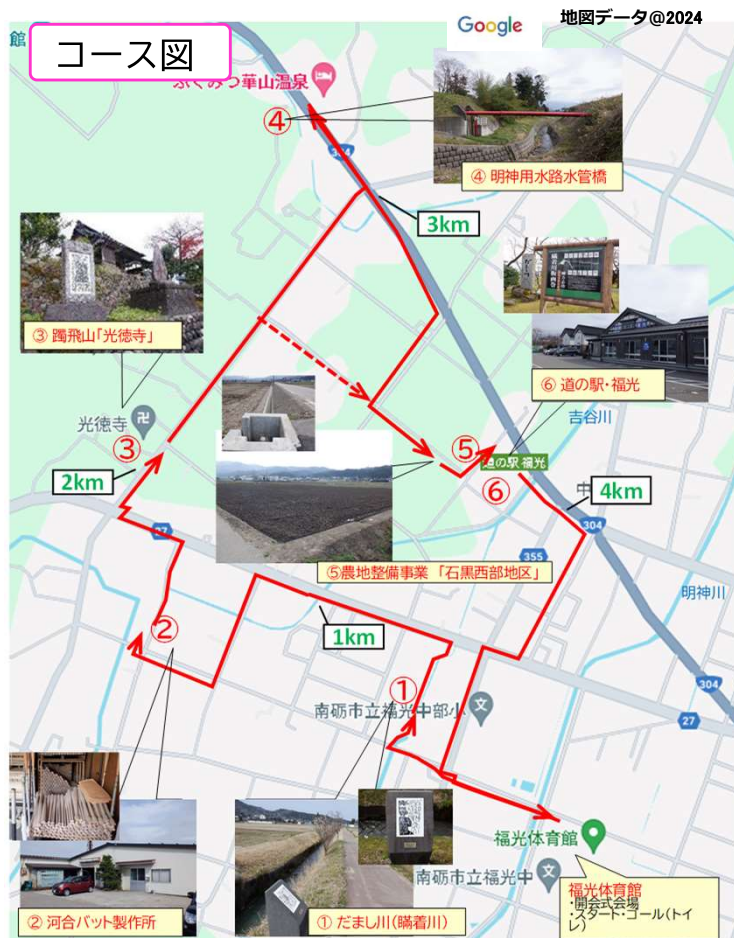 館
コース図
Google
地図データ@2024
ふくみつ華山温泉
④
304
④ 明神用水路水管橋
3km
③ 躅飛山「光徳寺」
⑥ 道の駅・福光
吉谷川
光徳寺
卍
③
⑤
道の駅 福光
⑥
2km
中
4km
27
304
355
⑤農地整備事業 「石黒西部地区」
明神川
②
1km
304
①
南砺市立福光中部小
文
27
福光体育館
南砺市立福光中
文
福光体育館
・開会式会場
・スタート・ゴール(トイ
レ)
② 河合バット製作所
① だまし川(瞞着川)